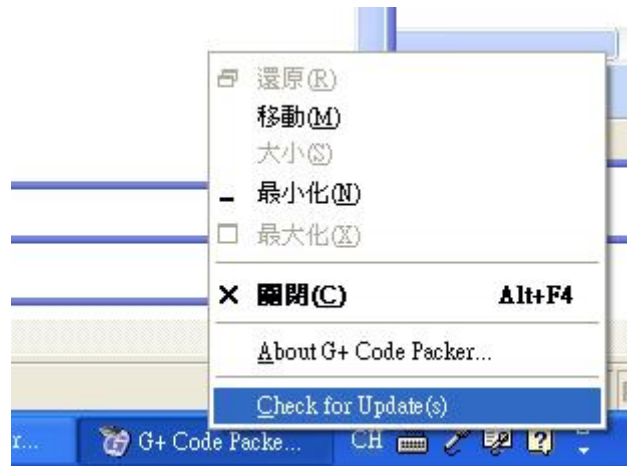 還原(R)
移動(M)
大小(S)
最小化(N)
最大化(X)
關閉(C) Alt+F4
About G+ Code Packer...
Check for Update(s)
r... G+ Code Packe... CH